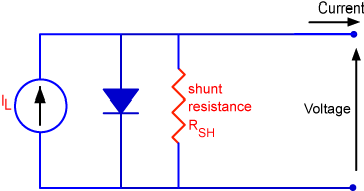 Current
I_L
shunt
resistance
R_SH
Voltage